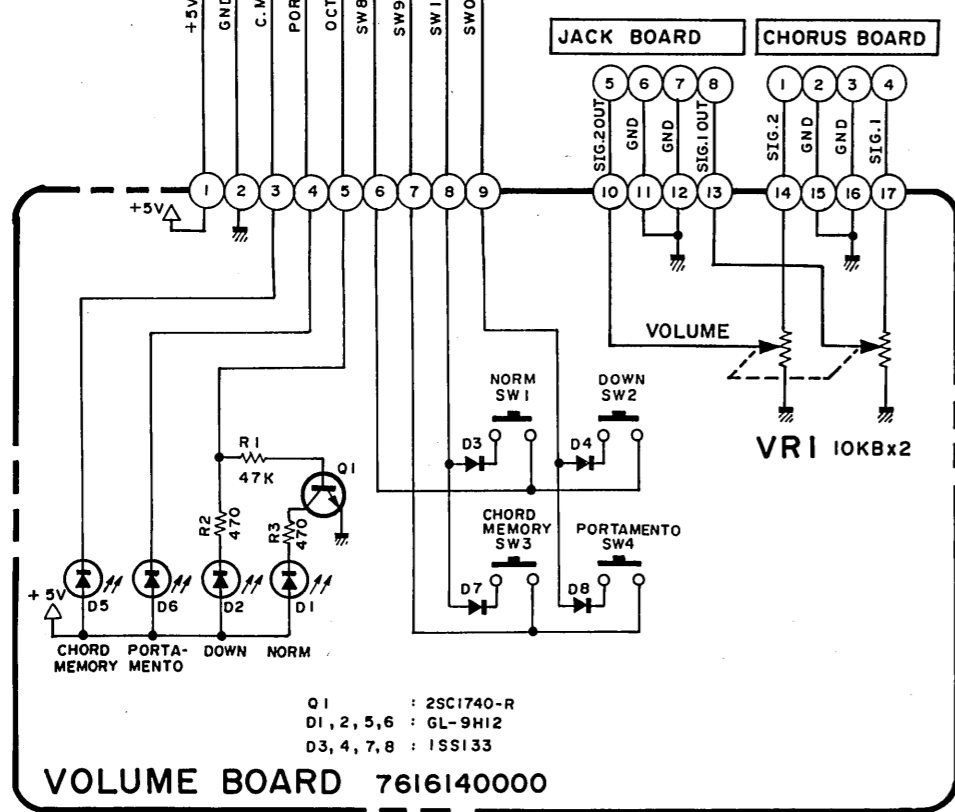 +5V
GND
C.M
POR
OCT
SW8
SW9
SW1
SW0
JACK BOARD
CHORUS BOARD
5 6 7 8
1 2 3 4
SIG.2OUT
GND
GND
SIG.1OUT
SIG.2
GND
GND
SIG.1
1 2 3 4 5 6 7 8 9 10 11 12 13 14 15 16 17
+5V
VOLUME
NORM
SW1
DOWN
SW2
D3
D4
VR1 10KBx2
R1
47K
Q1
R2
470
R3
470
CHORD
MEMORY
SW3
PORTAMENTO
SW4
D7
D8
+5V
D5
D6
D2
D1
CHORD
MEMORY
PORTA-
MENTO
DOWN
NORM
Q1 : 2SC1740-R
D1,2,5,6 : GL-9H12
D3,4,7,8 : 1SS133
VOLUME BOARD 7616140000